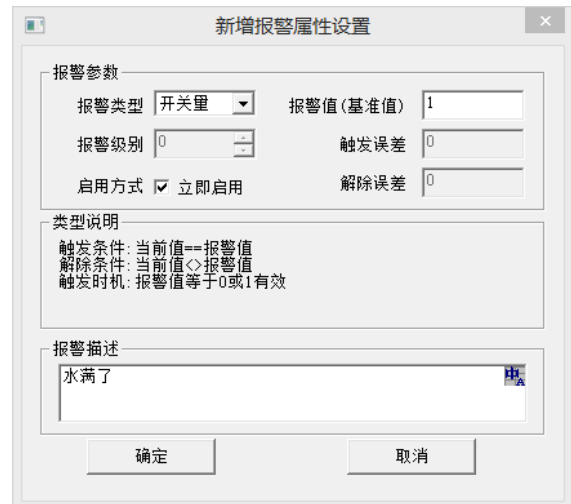 新增报警属性设置
报警参数
报警类型 开关量 报警值(基准值) 1
报警级别 0 触发误差 0
启用方式 立即启用 解除误差 0
类型说明
触发条件:当前值==报警值
解除条件:当前值<>报警值
触发时机:报警值等于0或1有效
报警描述
水满了 中A
确定 取消